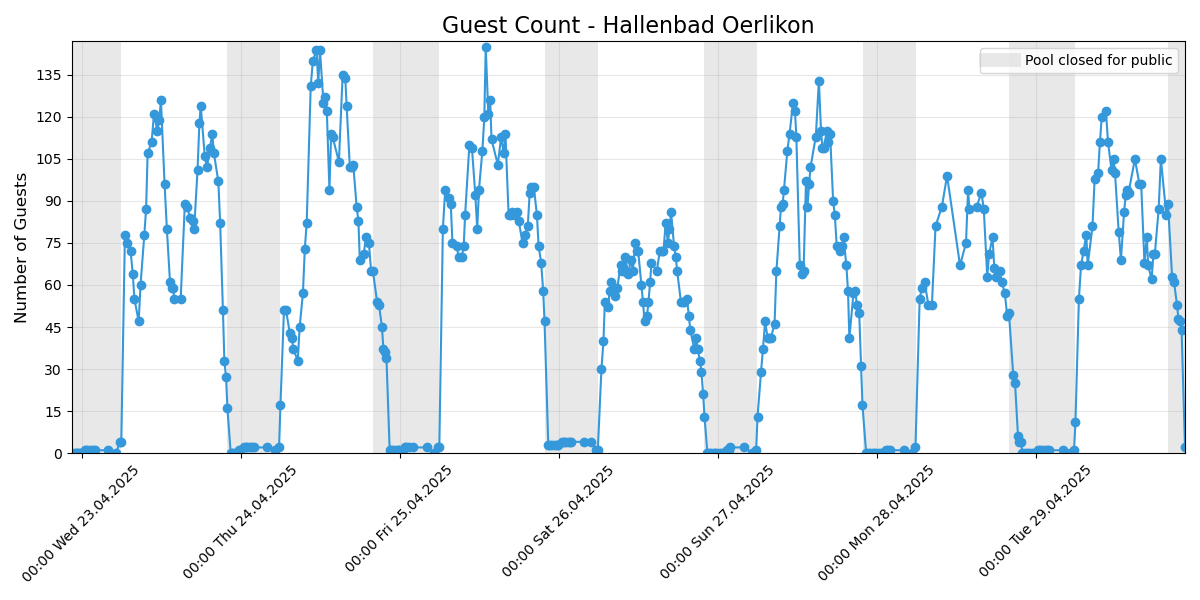 Guest Count - Hallenbad Oerlikon
Pool closed for public
Number of Guests
135
120
105
90
75
60
45
30
15
0
00:00 Wed 23.04.2025
00:00 Thu 24.04.2025
00:00 Fri 25.04.2025
00:00 Sat 26.04.2025
00:00 Sun 27.04.2025
00:00 Mon 28.04.2025
00:00 Tue 29.04.2025